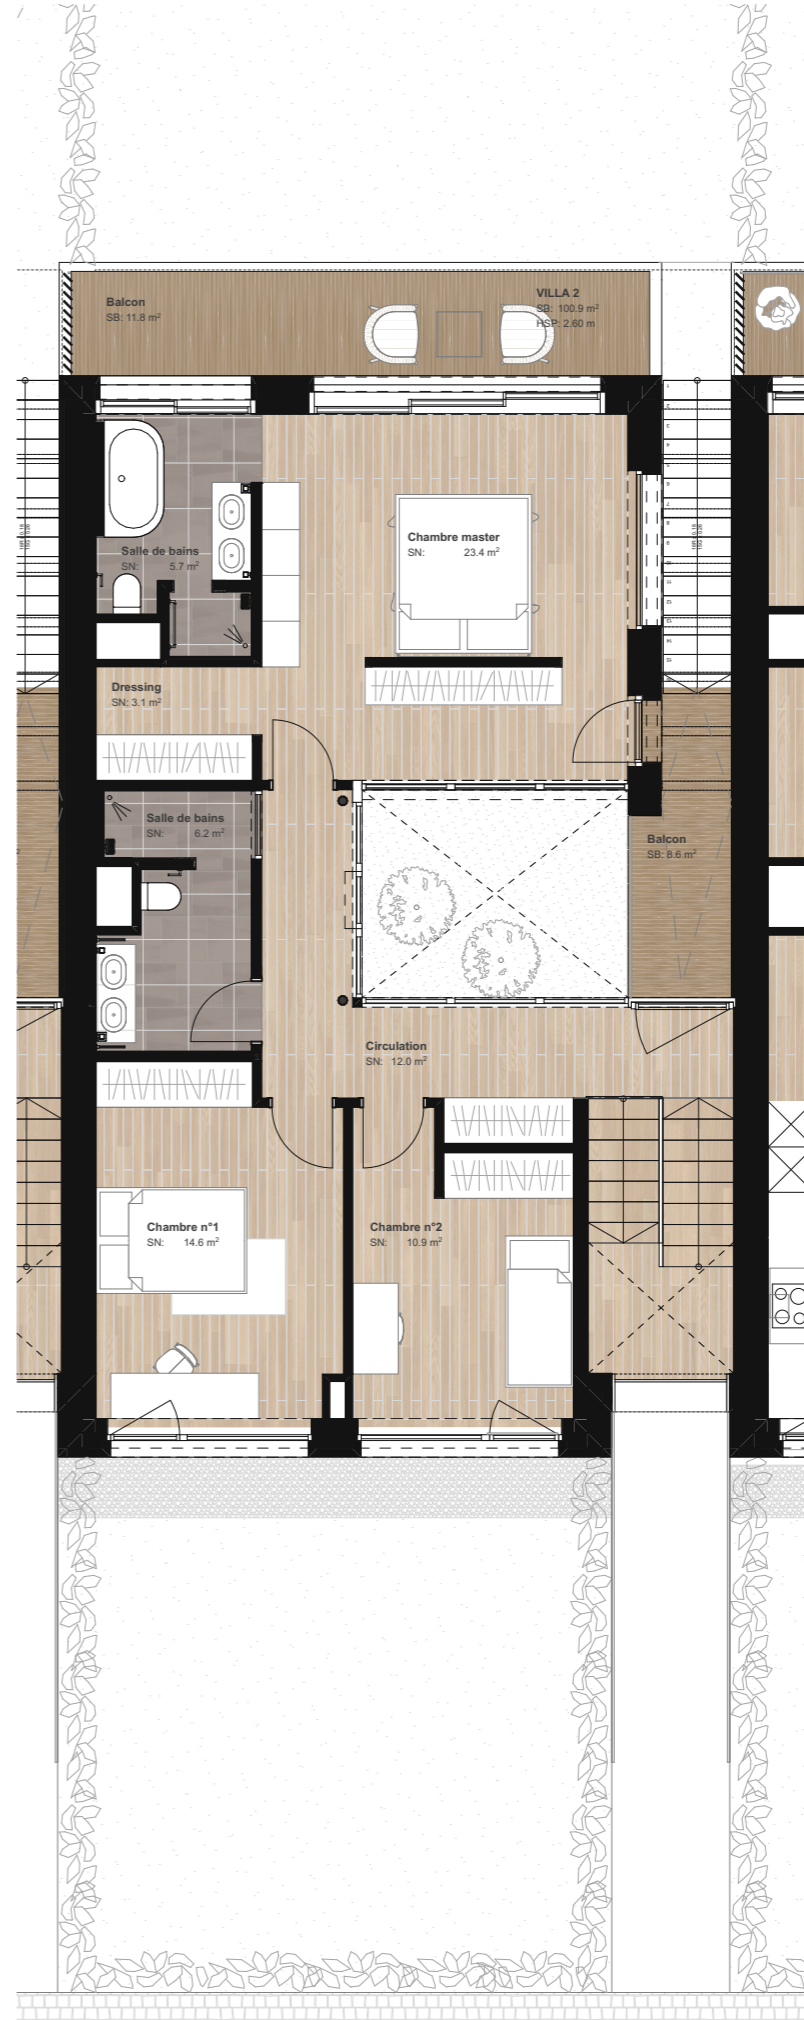 Balcon
SB: 11.8 m²
VILLA 2
SB: 100.9 m²
HSP: 2.60 m
Chambre master
SN: 23.4 m²
Salle de bains
SN: 5.7 m²
Dressing
SN: 3.1 m²
Salle de bains
SN: 6.2 m²
Balcon
SB: 8.6 m²
Circulation
SN: 12.0 m²
Chambre n°1
SN: 14.6 m²
Chambre n°2
SN: 10.9 m²